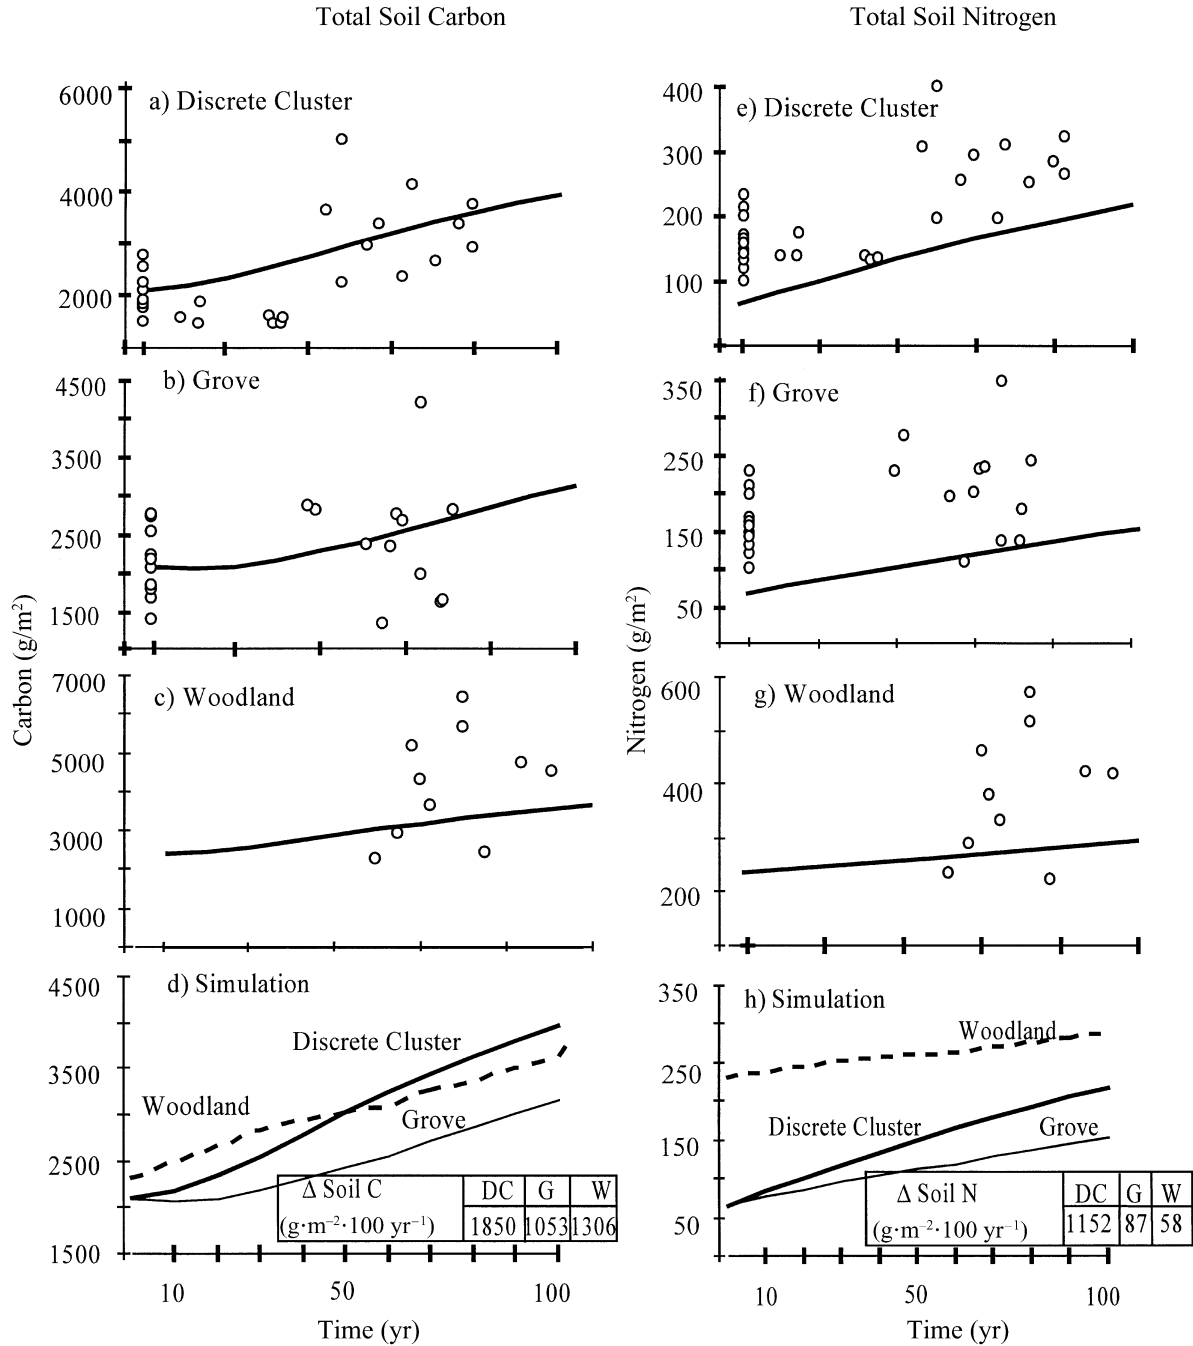 Total Soil Carbon
Total Soil Nitrogen
6000
4000
2000
a) Discrete Cluster
400
300
200
100
e) Discrete Cluster
4500
3500
2500
1500
b) Grove
350
250
150
50
f) Grove
Carbon (g/m²)
Nitrogen (g/m²)
7000
5000
3000
1000
c) Woodland
600
400
200
g) Woodland
4500
3500
2500
1500
d) Simulation
Discrete Cluster
Woodland
Grove
Δ Soil C
(g·m⁻²·100 yr⁻¹)
DC G W
1850 1053 1306
10 50 100
Time (yr)
350
250
150
50
h) Simulation
Woodland
Discrete Cluster
Grove
Δ Soil N
(g·m⁻²·100 yr⁻¹)
DC G W
1152 87 58
10 50 100
Time (yr)